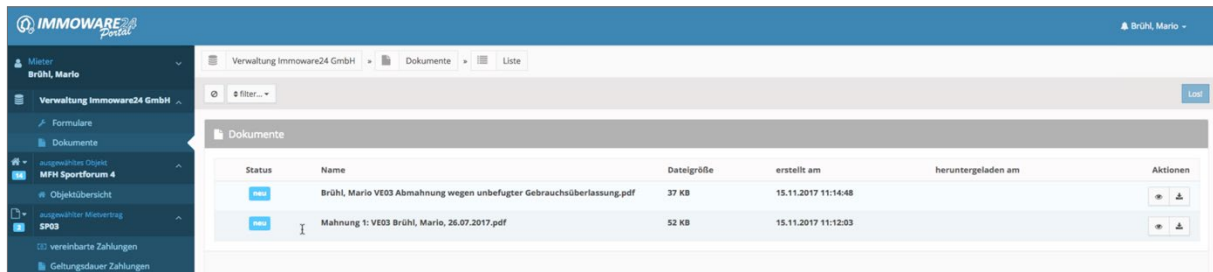 IMMOWARE24
Portal
Brühl, Mario
Mieter
Brühl, Mario
Verwaltung Immoware24 GmbH
Formulare
Dokumente
ausgewähltes Objekt
MFH Sportforum 4
14
Objektübersicht
ausgewählter Mietvertrag
SP03
2
vereinbarte Zahlungen
Geltungsdauer Zahlungen
Verwaltung Immoware24 GmbH » Dokumente » Liste
filter...
Los!
Dokumente
Status Name Dateigröße erstellt am heruntergeladen am Aktionen
neu Brühl, Mario VE03 Abmahnung wegen unbefugter Gebrauchsüberlassung.pdf 37 KB 15.11.2017 11:14:48
neu Mahnung 1: VE03 Brühl, Mario, 26.07.2017.pdf 52 KB 15.11.2017 11:12:03